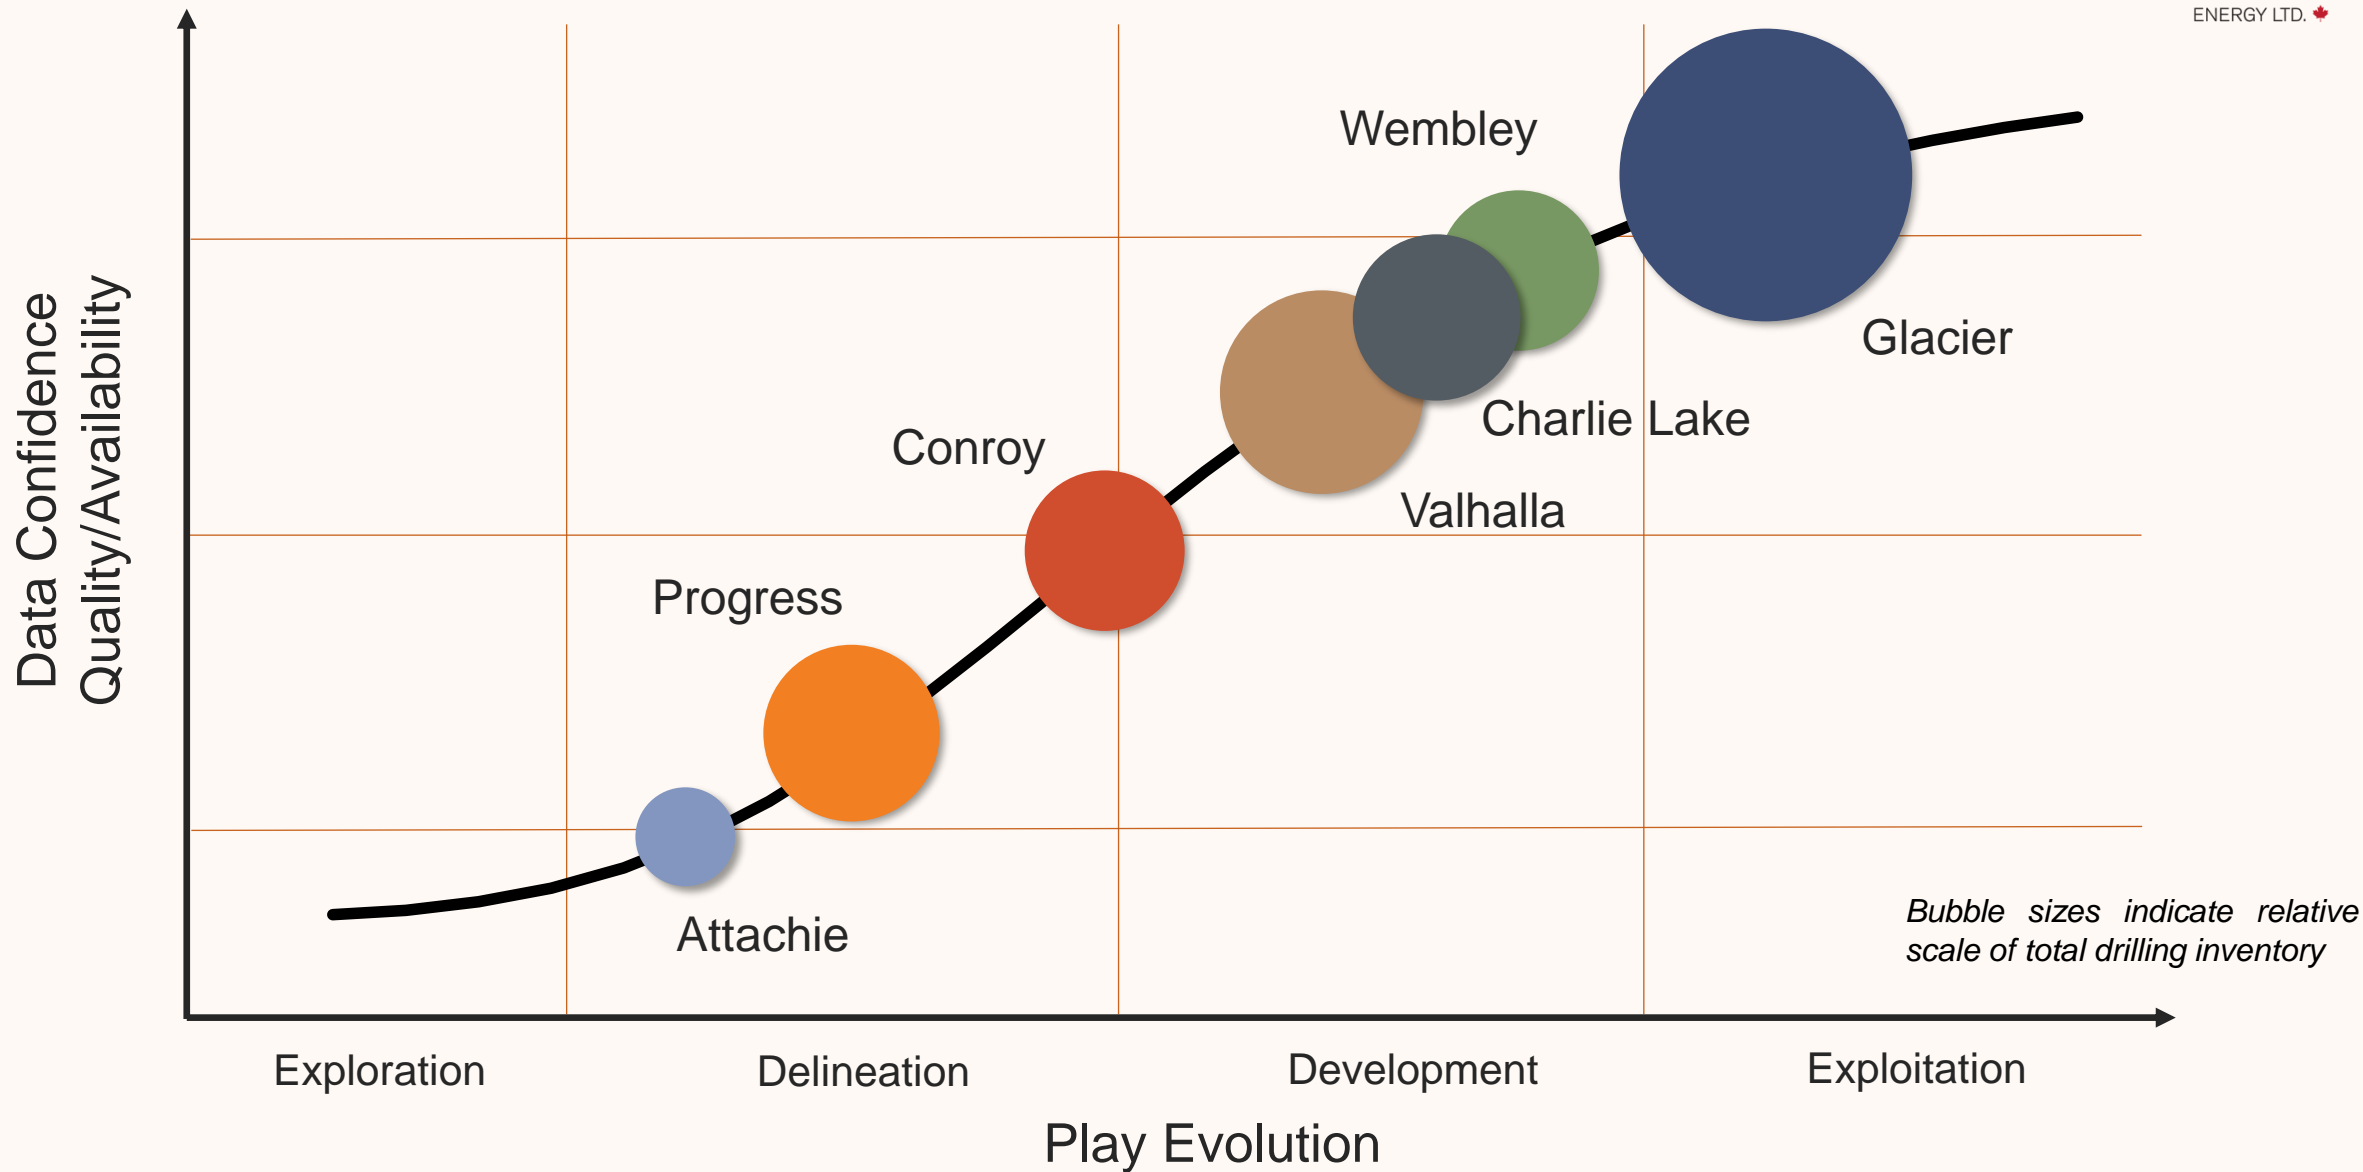 ENERGY LTD.
Wembley
Glacier
Charlie Lake
Conroy
Valhalla
Progress
Attachie
Data Confidence
Quality/Availability
Bubble sizes indicate relative
scale of total drilling inventory
Exploration
Delineation
Development
Exploitation
Play Evolution